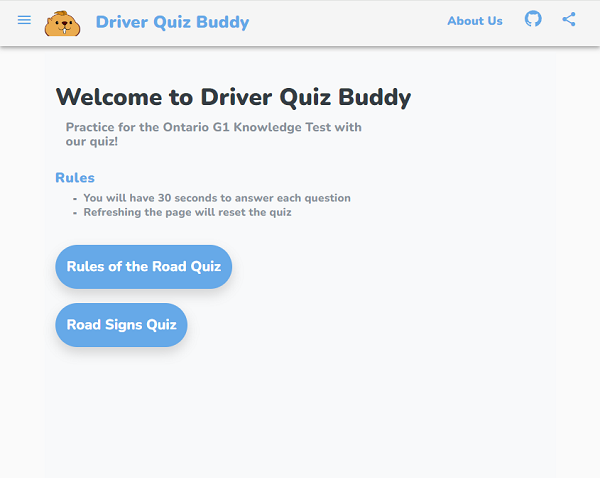 Driver Quiz Buddy
About Us
Welcome to Driver Quiz Buddy
Practice for the Ontario G1 Knowledge Test with
our quiz!
Rules
- You will have 30 seconds to answer each question
- Refreshing the page will reset the quiz
Rules of the Road Quiz
Road Signs Quiz